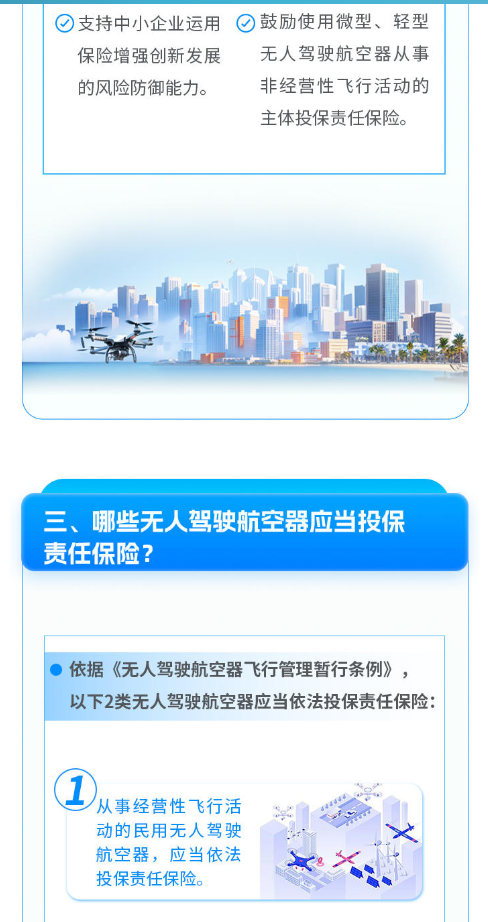 支持中小企业运用
保险增强创新发展
的风险防御能力。
鼓励使用微型、轻型
无人驾驶航空器从事
非经营性飞行活动的
主体投保责任保险。
三、哪些无人驾驶航空器应当投保
责任保险？
依据《无人驾驶航空器飞行管理暂行条例》，
以下2类无人驾驶航空器应当依法投保责任保险：
1
从事经营性飞行活
动的民用无人驾驶
航空器，应当依法
投保责任保险。